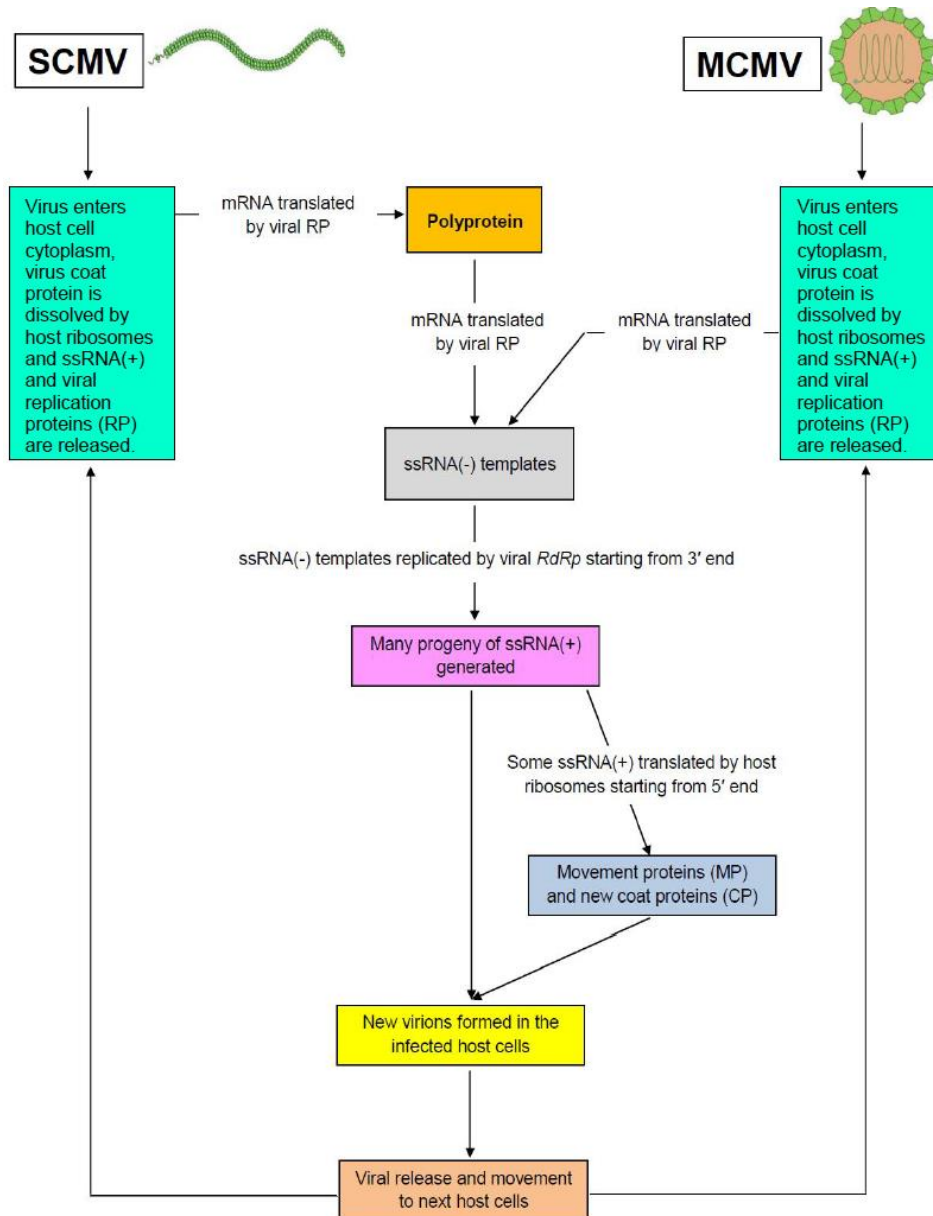 SCMV
MCMV
Virus enters
host cell
cytoplasm,
virus coat
protein is
dissolved by
host ribosomes
and ssRNA(+)
and viral
replication
proteins (RP)
are released.
mRNA translated
by viral RP
Polyprotein
mRNA translated
by viral RP
mRNA translated
by viral RP
Virus enters
host cell
cytoplasm,
virus coat
protein is
dissolved by
host ribosomes
and ssRNA(+)
and viral
replication
proteins (RP)
are released.
ssRNA(-) templates
ssRNA(-) templates replicated by viral RdRp starting from 3′ end
Many progeny of ssRNA(+)
generated
Some ssRNA(+) translated by host
ribosomes starting from 5′ end
Movement proteins (MP)
and new coat proteins (CP)
New virions formed in the
infected host cells
Viral release and movement
to next host cells